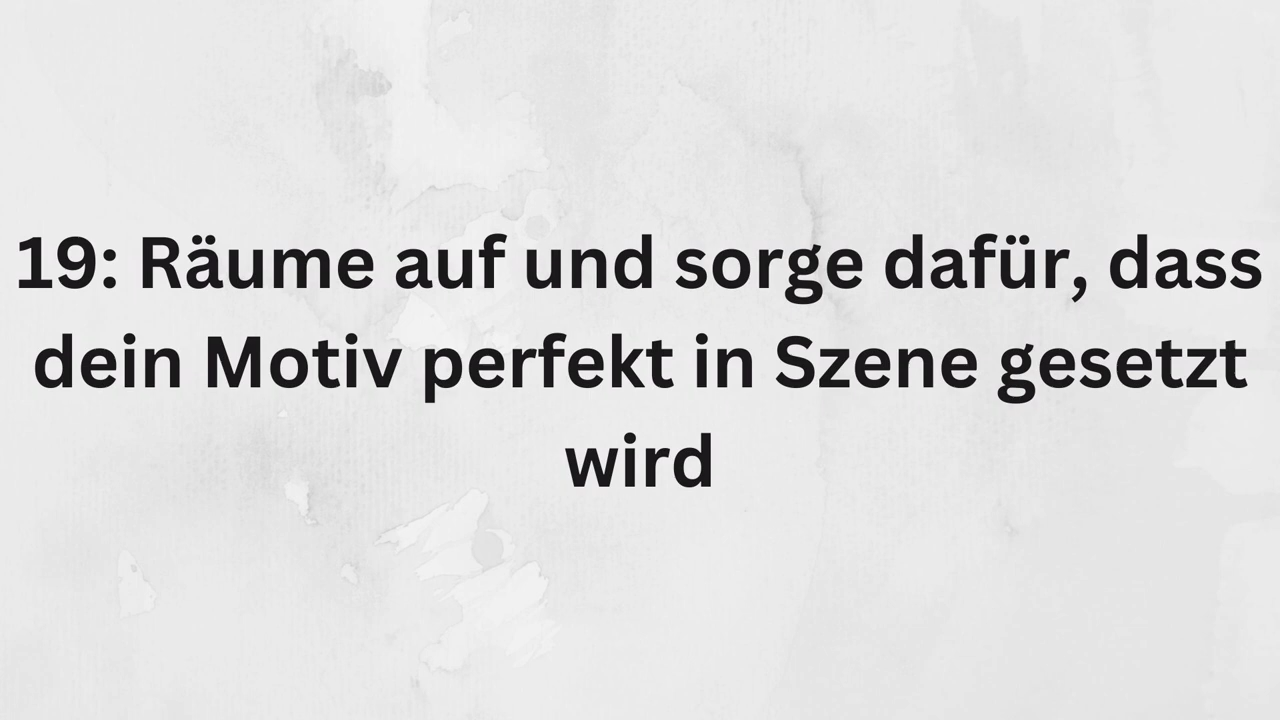 19: Räume auf und sorge dafür, dass
dein Motiv perfekt in Szene gesetzt
wird